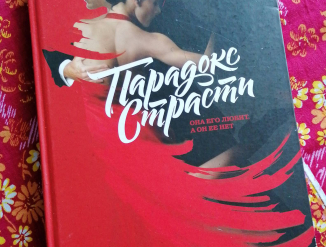 Парадокс
Страсти
ОНА ЕГО ЛЮБИТ,
А ОН ЕЕ НЕТ